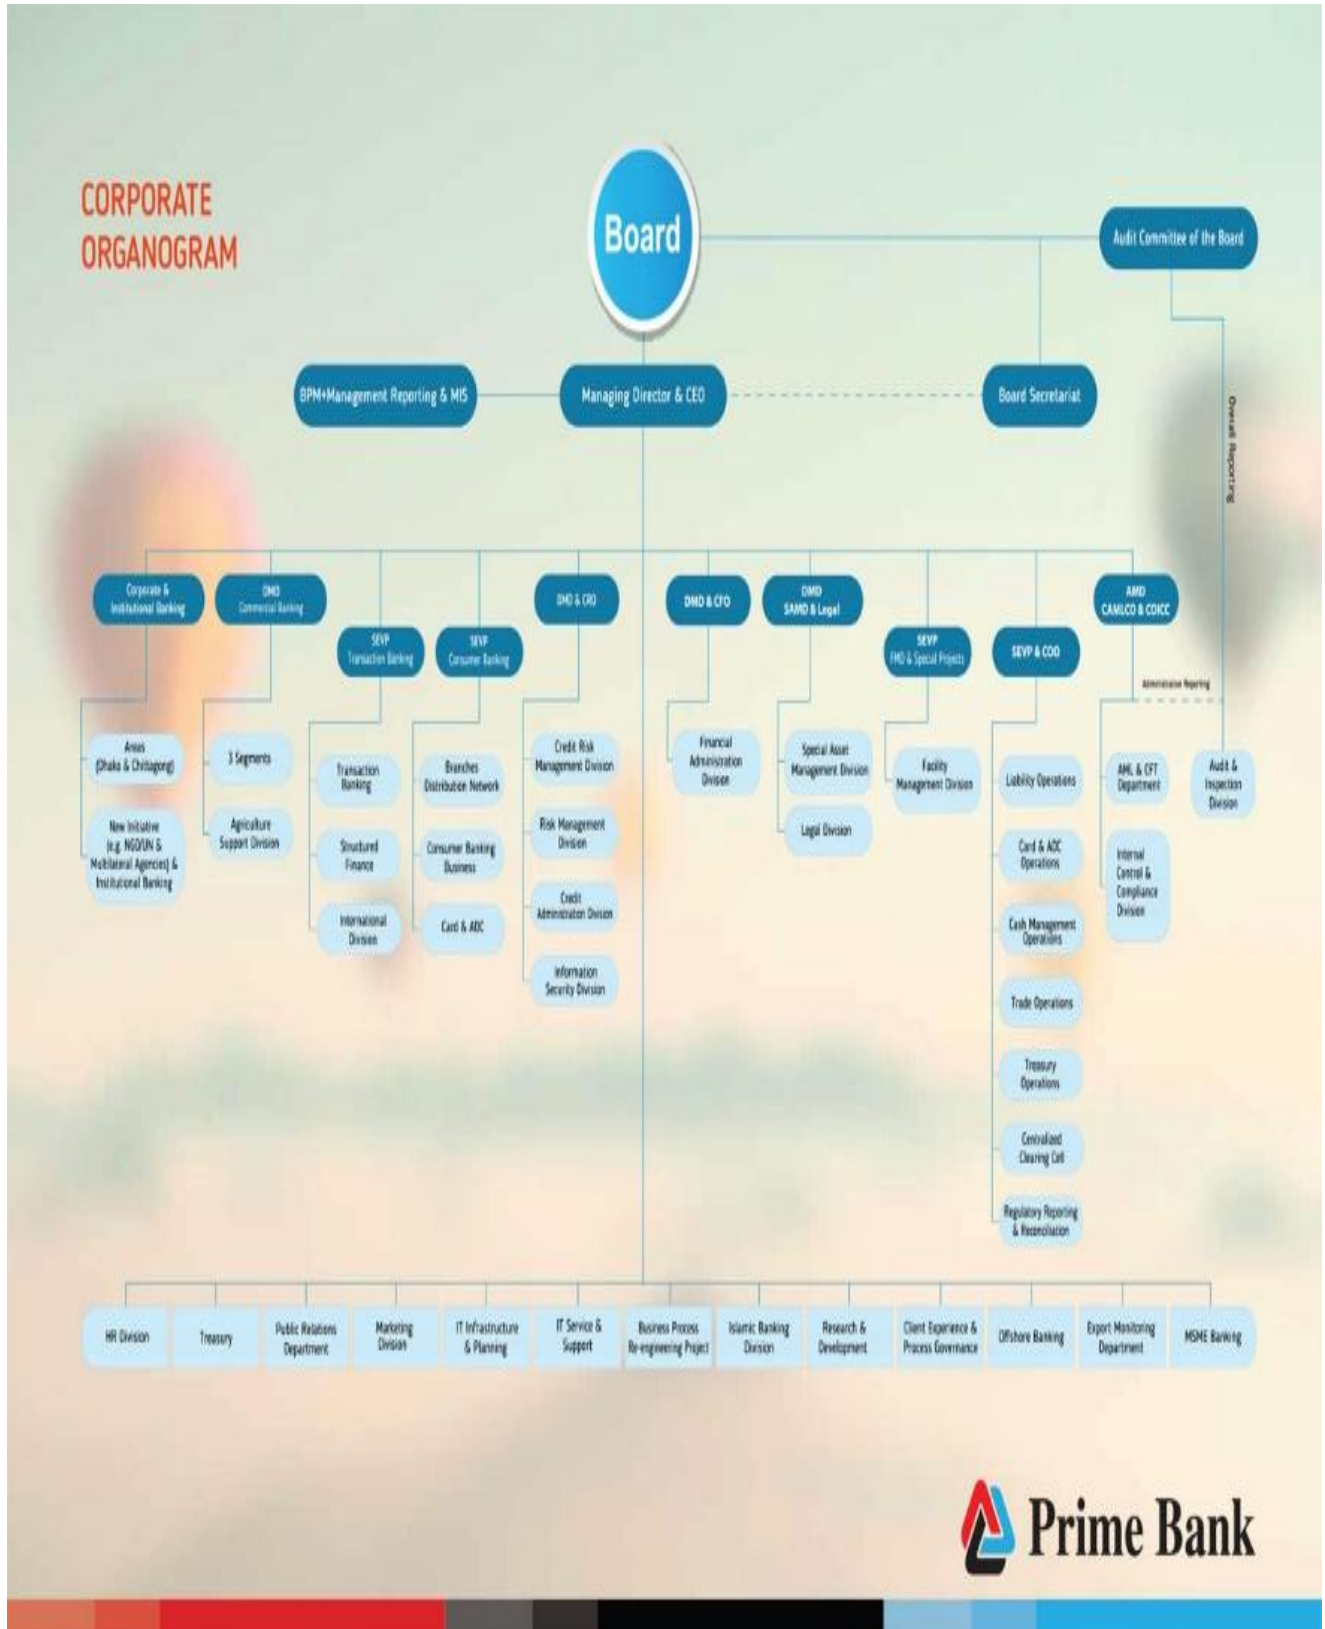 CORPORATE
ORGANOGRAM
Board
Audit Committee of the Board
BPM+Management Reporting & MIS
Managing Director & CEO
Board Secretariat
Overall Reporting
Corporate &
Institutional Banking
DMD
Commercial Banking
SEVP
Transaction Banking
SEVP
Consumer Banking
DMD & CRO
DMD & CFO
DMD
SAMD & Legal
SEVP
FMD & Special Projects
SEVP & COO
AMD
CAMLCO & COICC
Administration Reporting
Areas
(Dhaka & Chittagong)
New Initiative
(e.g. NGO/UN &
Multilateral Agencies) &
Institutional Banking
3 Segments
Agriculture
Support Division
Transaction
Banking
Structured
Finance
International
Division
Branches
Distribution Network
Consumer Banking
Business
Card & ADC
Credit Risk
Management Division
Risk Management
Division
Credit
Administration Division
Information
Security Division
Financial
Administration
Division
Special Asset
Management Division
Legal Division
Facility
Management Division
Liability Operations
Card & ADC
Operations
Cash Management
Operations
Trade Operations
Treasury
Operations
Centralized
Clearing Cell
Regulatory Reporting
& Reconciliation
AML & CFT
Department
Internal
Control &
Compliance
Division
Audit &
Inspection
Division
HR Division
Treasury
Public Relations
Department
Marketing
Division
IT Infrastructure
& Planning
IT Service &
Support
Business Process
Re-engineering Project
Islamic Banking
Division
Research &
Development
Client Experience &
Process Governance
Offshore Banking
Export Monitoring
Department
MSME Banking
Prime Bank